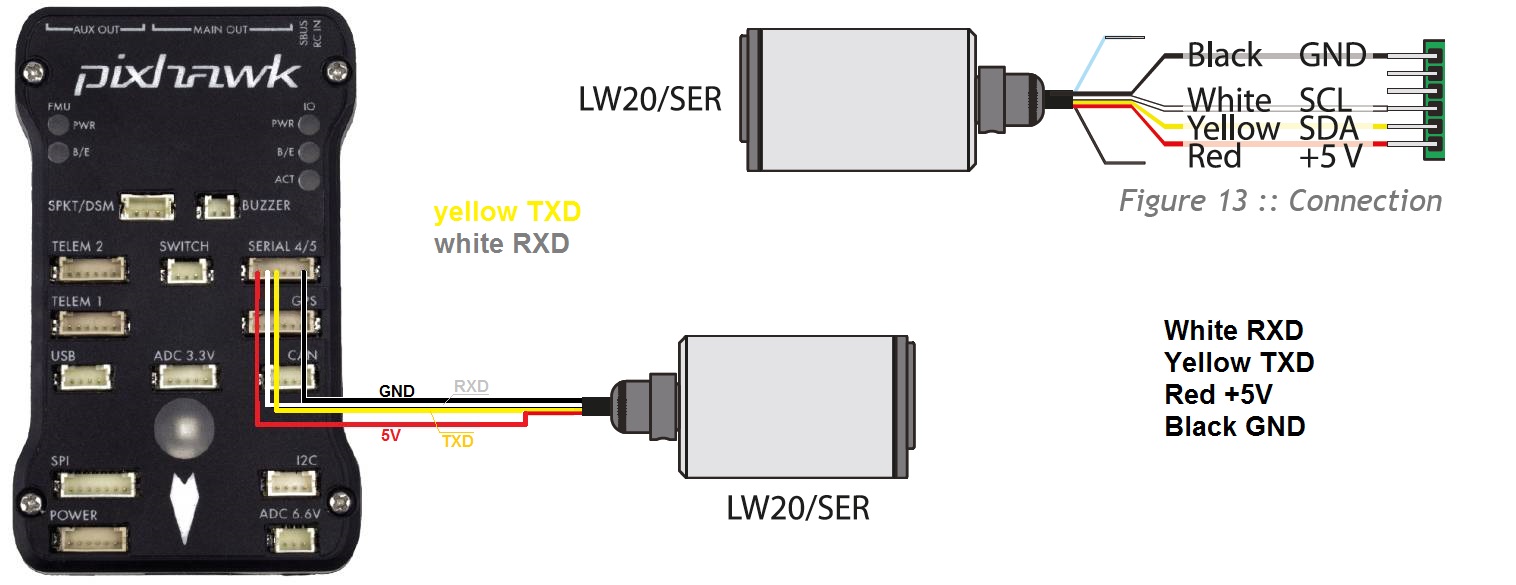 AUX OUT
MAIN OUT
SBUS
RC IN
pixhawk
FMU
IO
PWR
PWR
B/E
B/E
ACT
SPKT/DSM
BUZZER
TELEM 2
SWITCH
SERIAL 4/5
TELEM 1
GPS
USB
ADC 3.3V
CAN
SPI
I2C
POWER
ADC 6.6V
yellow TXD
white RXD
GND
RXD
5V
TXD
LW20/SER
LW20/SER
Black GND
White SCL
Yellow SDA
Red +5 V
Figure 13 :: Connection
White RXD
Yellow TXD
Red +5V
Black GND